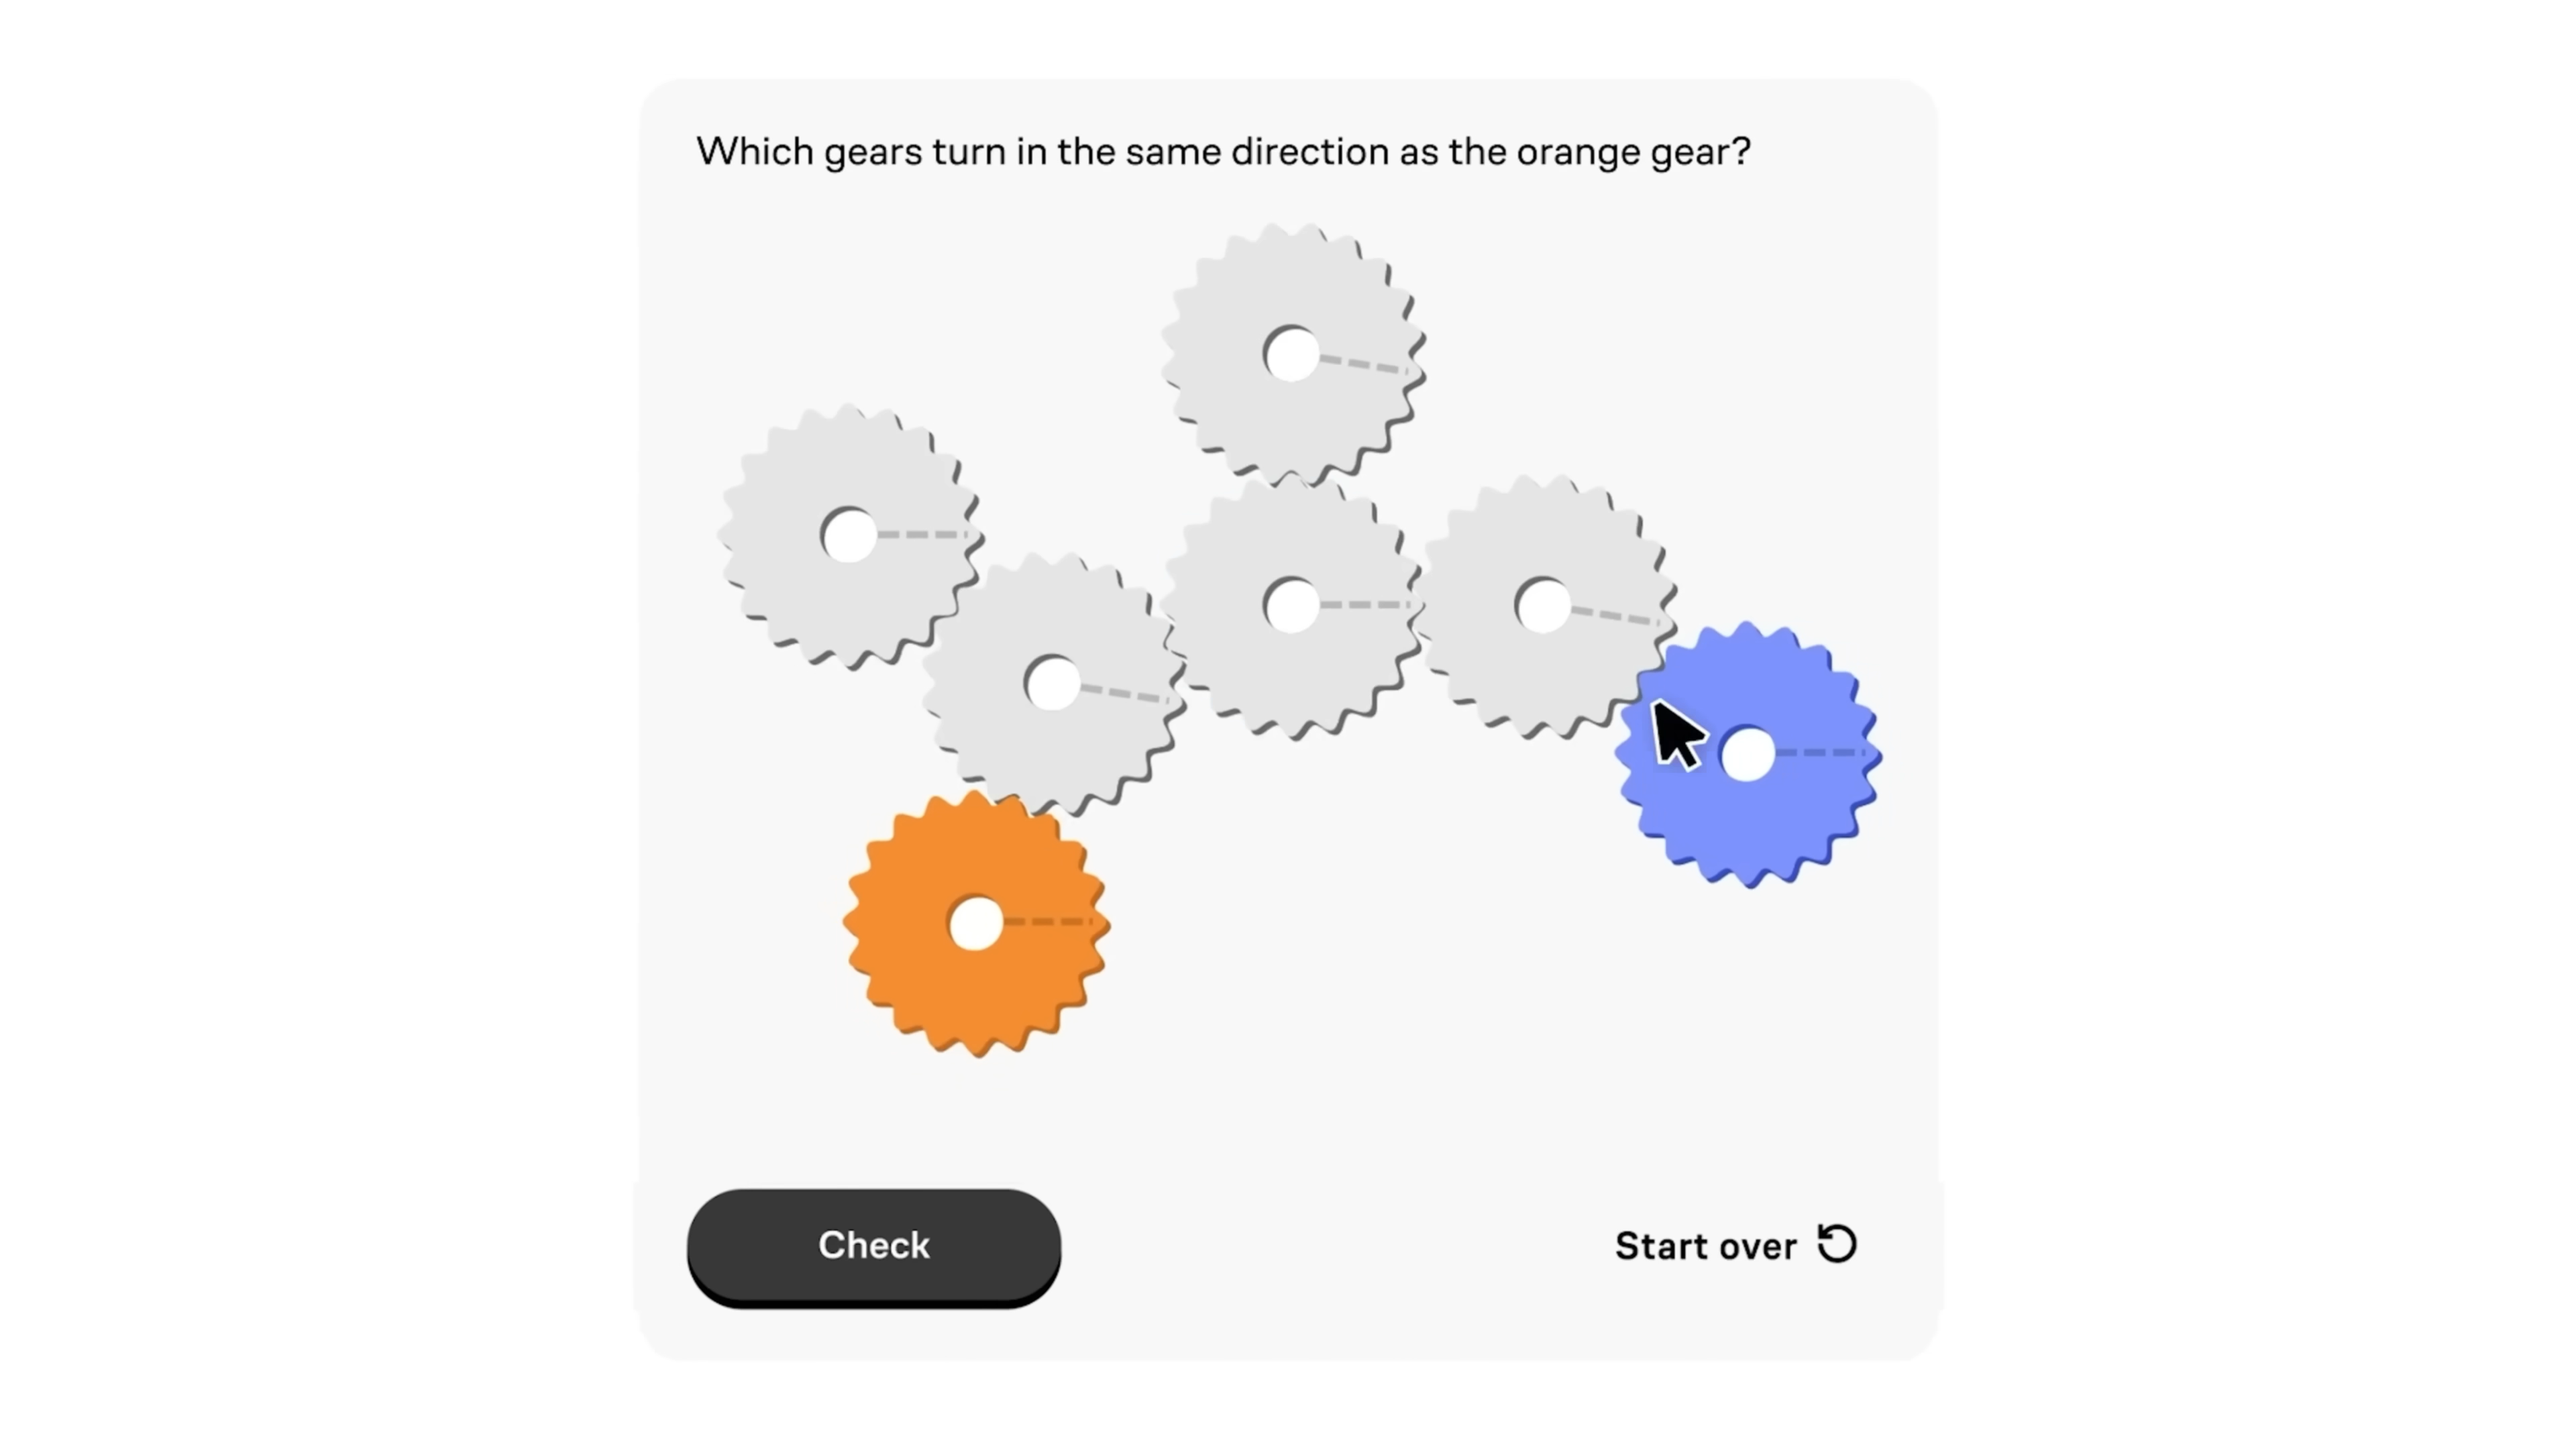 Which gears turn in the same direction as the orange gear?
Check
Start over